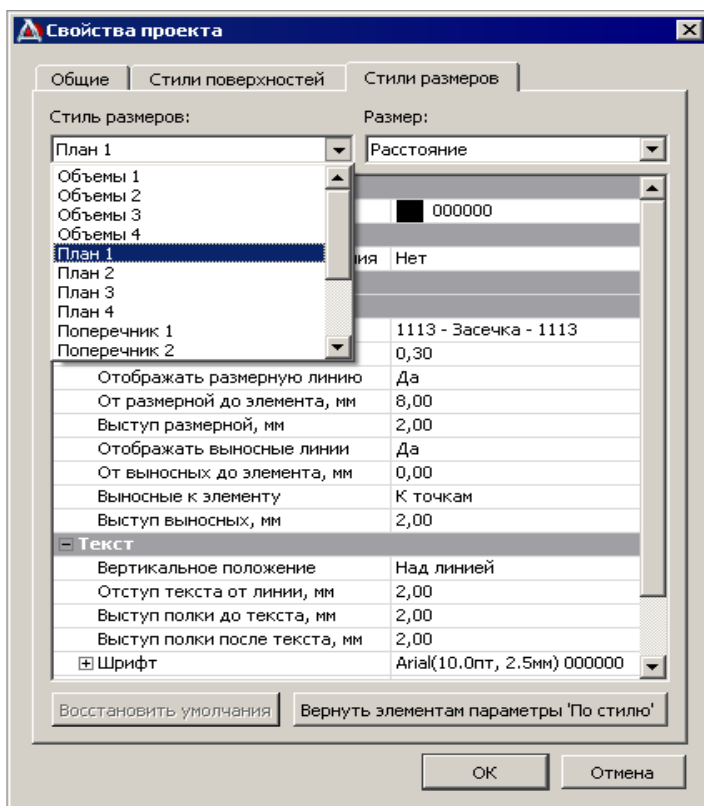 Свойства проекта
Общие Стили поверхностей Стили размеров
Стиль размеров: Размер:
План 1 Расстояние
Объемы 1
Объемы 2
000000
Объемы 3
Объемы 4
План 1
ия Нет
План 2
План 3
План 4
Поперечник 1 1113 - Засечка - 1113
Поперечник 2 0,30
Отображать размерную линию Да
От размерной до элемента, мм 8,00
Выступ размерной, мм 2,00
Отображать выносные линии Да
От выносных до элемента, мм 0,00
Выносные к элементу К точкам
Выступ выносных, мм 2,00
Текст
Вертикальное положение Над линией
Отступ текста от линии, мм 2,00
Выступ полки до текста, мм 2,00
Выступ полки после текста, мм 2,00
Шрифт Arial(10.0пт, 2.5мм) 000000
Восстановить умолчания Вернуть элементам параметры 'По стилю'
ОК Отмена